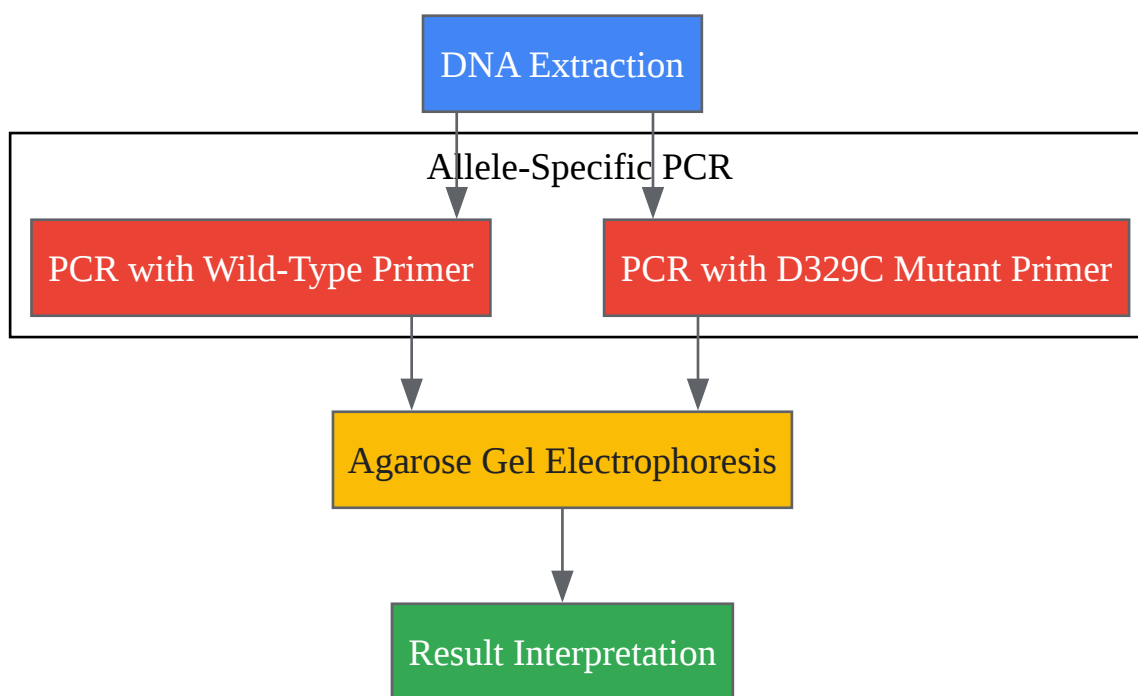 DNA Extraction
Allele-Specific PCR
PCR with Wild-Type Primer
PCR with D329C Mutant Primer
Agarose Gel Electrophoresis
Result Interpretation